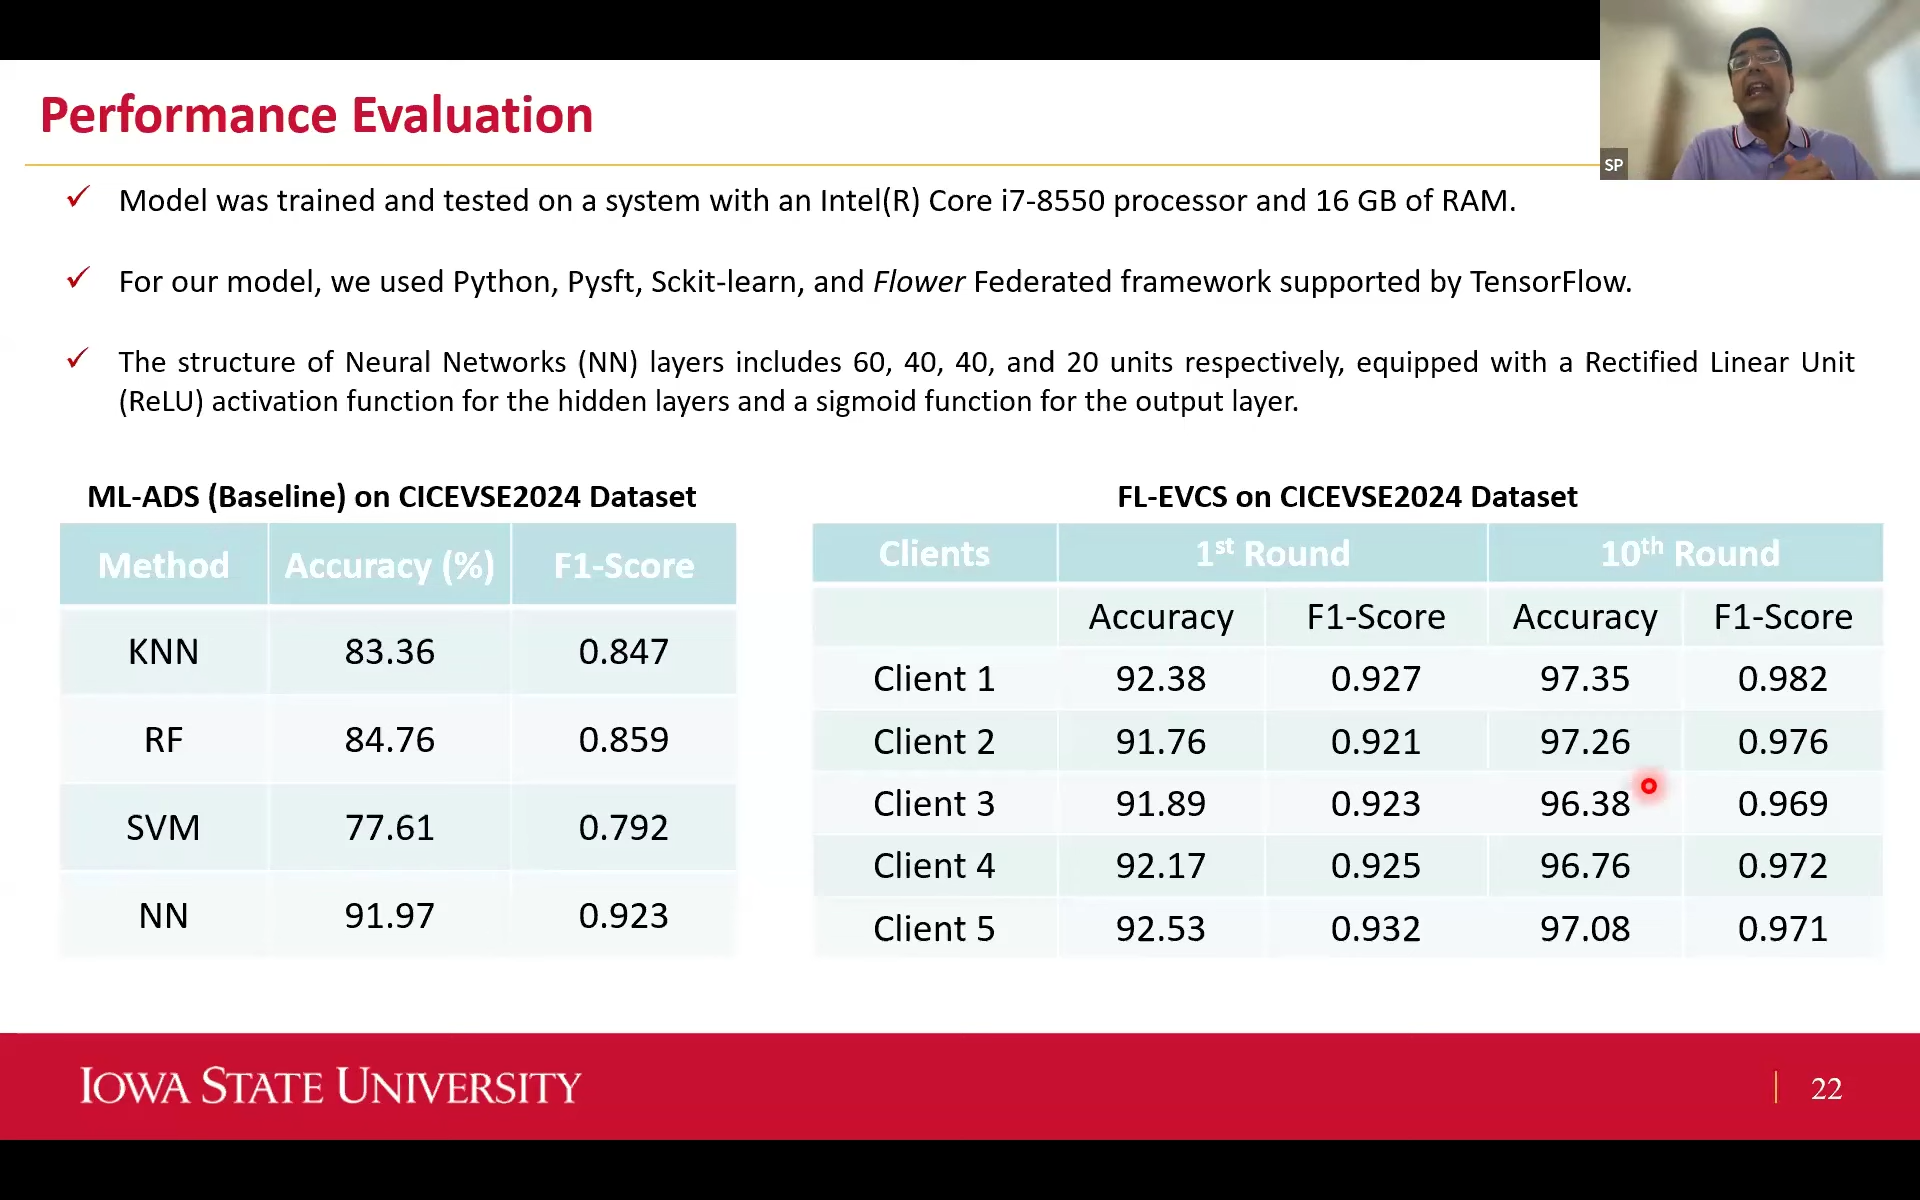 Performance Evaluation
SP
✓ Model was trained and tested on a system with an Intel(R) Core i7-8550 processor and 16 GB of RAM.
✓ For our model, we used Python, Pysft, Sckit-learn, and Flower Federated framework supported by TensorFlow.
✓ The structure of Neural Networks (NN) layers includes 60, 40, 40, and 20 units respectively, equipped with a Rectified Linear Unit
(ReLU) activation function for the hidden layers and a sigmoid function for the output layer.
ML-ADS (Baseline) on CICEVSE2024 Dataset
Method Accuracy (%) F1-Score
KNN 83.36 0.847
RF 84.76 0.859
SVM 77.61 0.792
NN 91.97 0.923
FL-EVCS on CICEVSE2024 Dataset
Clients 1st Round 10th Round
Accuracy F1-Score Accuracy F1-Score
Client 1 92.38 0.927 97.35 0.982
Client 2 91.76 0.921 97.26 0.976
Client 3 91.89 0.923 96.38 0.969
Client 4 92.17 0.925 96.76 0.972
Client 5 92.53 0.932 97.08 0.971
IOWA STATE UNIVERSITY
22